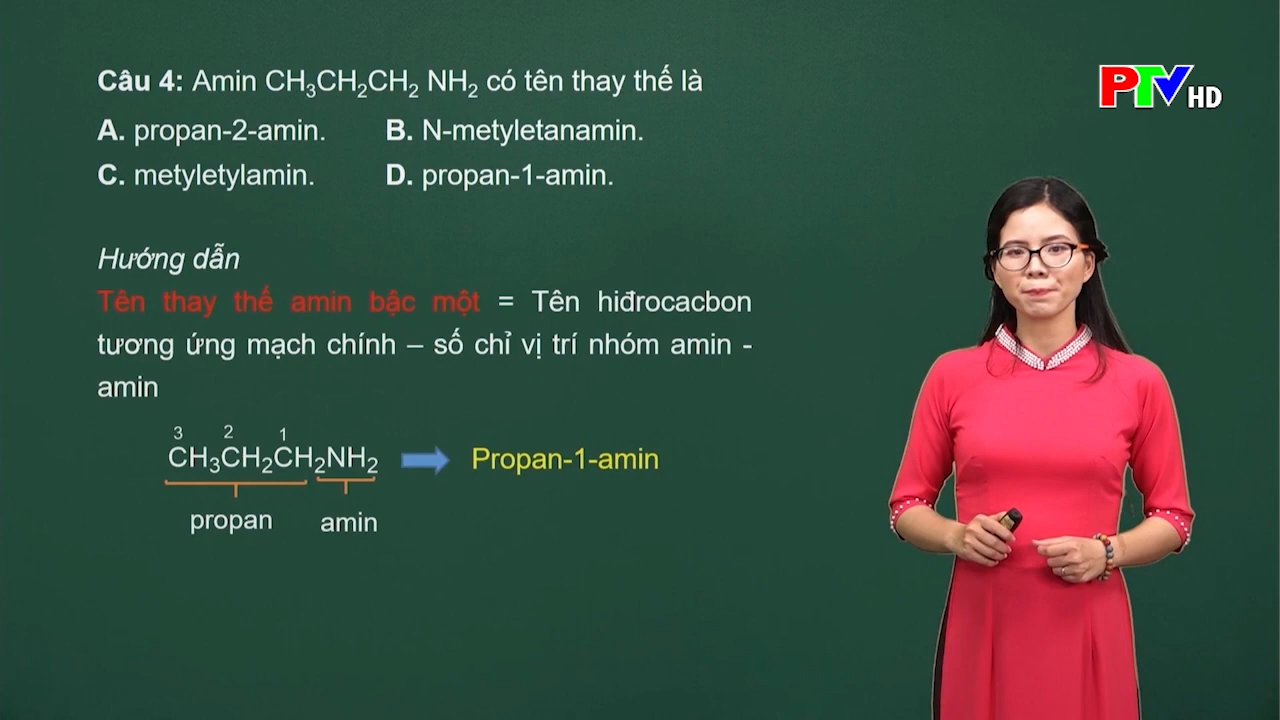 Câu 4: Amin CH₃CH₂CH₂ NH₂ có tên thay thế là
A. propan-2-amin. B. N-metyletanamin.
C. metyletylamin. D. propan-1-amin.
PTV HD
Hướng dẫn
Tên thay thế amin bậc một = Tên hiđrocacbon
tương ứng mạch chính – số chỉ vị trí nhóm amin -
amin
3 2 1
CH₃CH₂CH₂NH₂ Propan-1-amin
propan amin